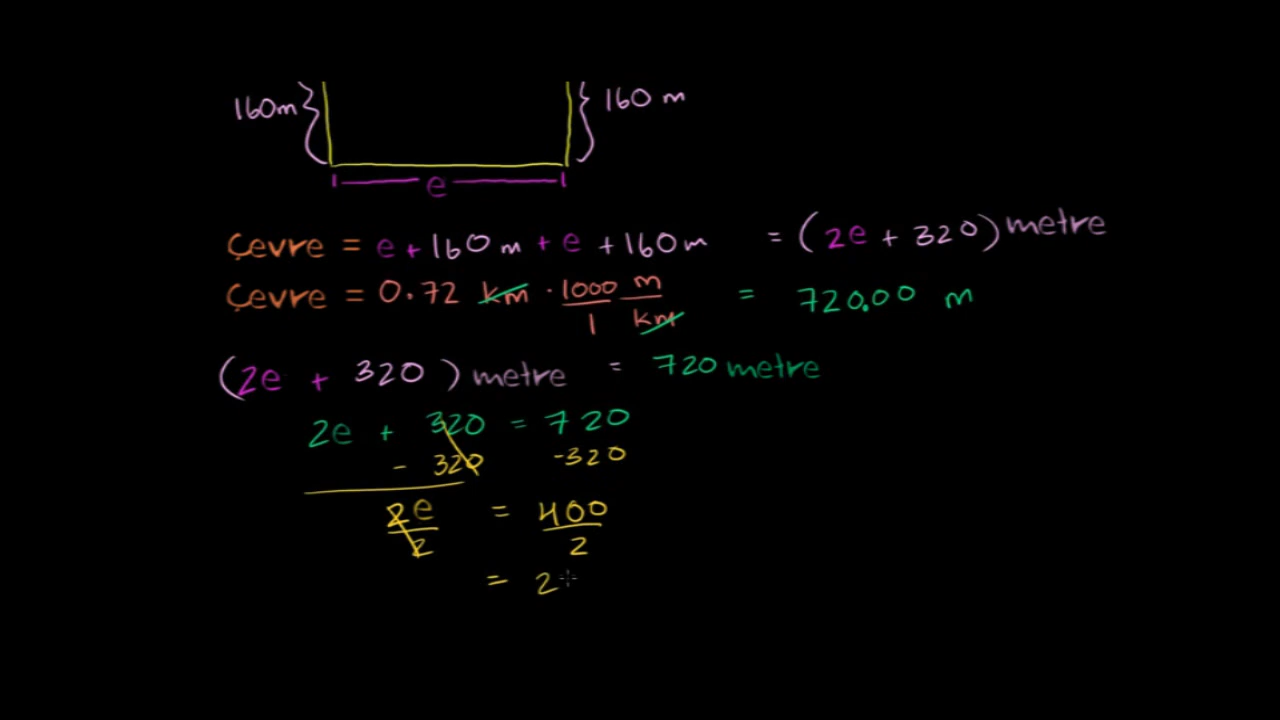 160m 160 m
e
Çevre = e + 160 m + e + 160 m = (2e + 320) metre
Çevre = 0.72 km · 1000/1 m/km = 720.00 m
(2e + 320) metre = 720 metre
2e + 320 = 720
- 320 -320
2e/2 = 400/2
= 2